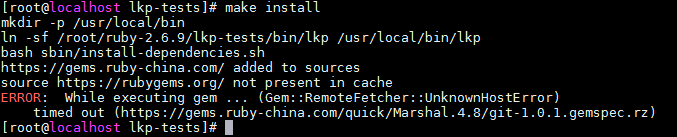 [root@localhost lkp-tests]# make install
mkdir -p /usr/local/bin
ln -sf /root/ruby-2.6.9/lkp-tests/bin/lkp /usr/local/bin/lkp
bash sbin/install-dependencies.sh
https://gems.ruby-china.com/ added to sources
source https://rubygems.org/ not present in cache
ERROR:  While executing gem ... (Gem::RemoteFetcher::UnknownHostError)
    timed out (https://gems.ruby-china.com/quick/Marshal.4.8/git-1.0.1.gemspec.rz)
[root@localhost lkp-tests]#